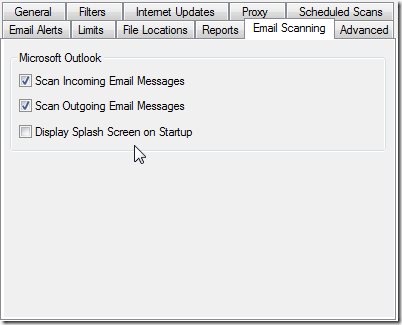 General Filters Internet Updates Proxy Scheduled Scans
Email Alerts Limits File Locations Reports Email Scanning Advanced
Microsoft Outlook
Scan Incoming Email Messages
Scan Outgoing Email Messages
Display Splash Screen on Startup